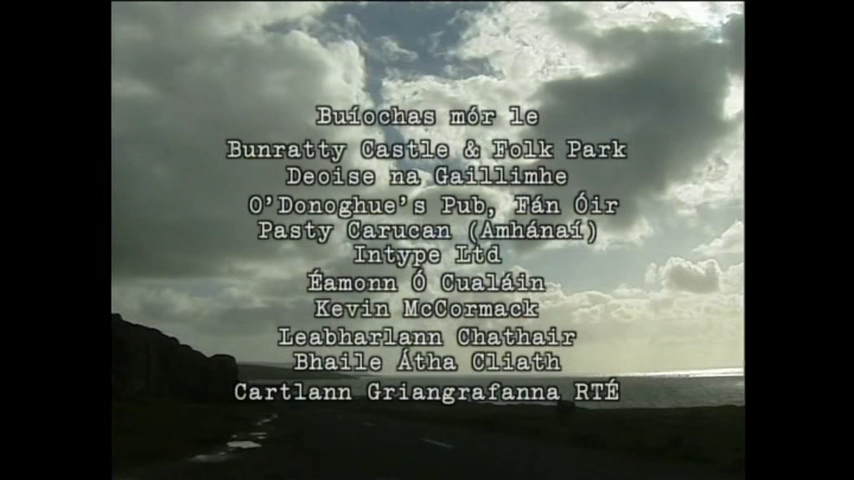 Buíochas mór le
Bunratty Castle & Folk Park
Deoise na Gaillimhe
O'Donoghue's Pub, Fán Óir
Pasty Carucan (Amhánaí)
Intype Ltd
Éamonn Ó Cualáin
Kevin McCormack
Leabharlann Chathair
Bhaile Átha Cliath
Cartlann Griangrafanna RTÉ